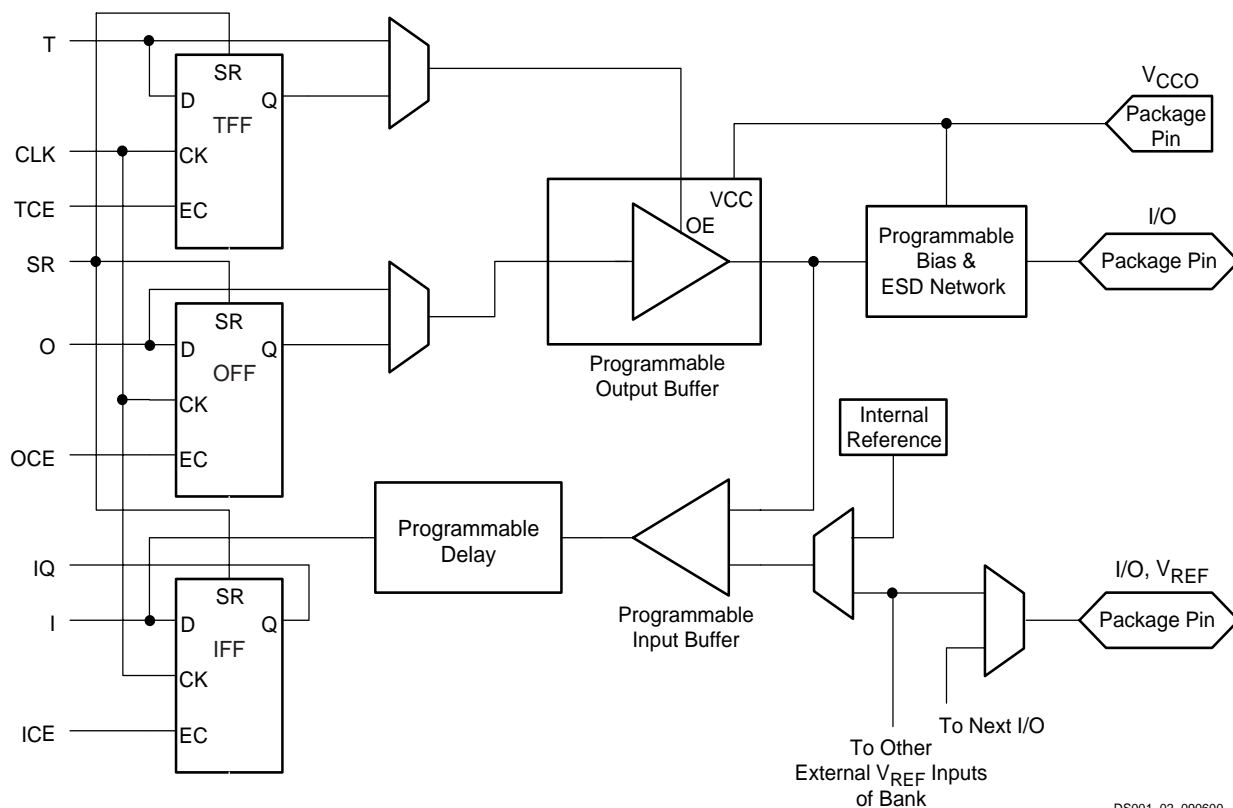 T
SR
D
Q
TFF
CLK
CK
TCE
EC
SR
VCC
OE
VCCO
Package
Pin
I/O
Package Pin
Programmable
Bias &
ESD Network
Programmable
Output Buffer
SR
O
D
Q
OFF
CK
OCE
EC
Internal
Reference
Programmable
Delay
Programmable
Input Buffer
IQ
SR
I
D
Q
IFF
CK
ICE
EC
I/O, VREF
Package Pin
To Next I/O
To Other
External VREF Inputs
of Bank
DS001_02_090600